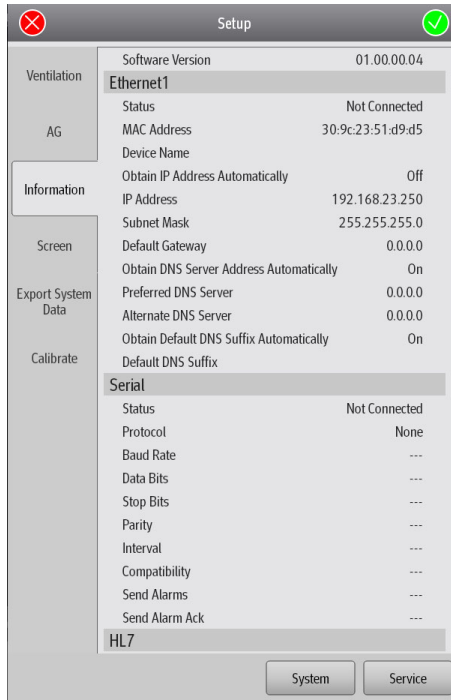 Setup
Ventilation
AG
Information
Screen
Export System
Data
Calibrate
Software Version 01.00.00.04
Ethernet1
Status Not Connected
MAC Address 30:9c:23:51:d9:d5
Device Name
Obtain IP Address Automatically Off
IP Address 192.168.23.250
Subnet Mask 255.255.255.0
Default Gateway 0.0.0.0
Obtain DNS Server Address Automatically On
Preferred DNS Server 0.0.0.0
Alternate DNS Server 0.0.0.0
Obtain Default DNS Suffix Automatically On
Default DNS Suffix
Serial
Status Not Connected
Protocol None
Baud Rate ---
Data Bits ---
Stop Bits ---
Parity ---
Interval ---
Compatibility ---
Send Alarms ---
Send Alarm Ack ---
HL7
System Service